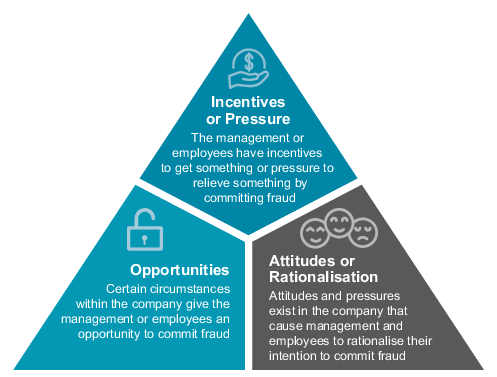 $
Incentives
or Pressure
The management or
employees have incentives
to get something or pressure to
relieve something by
committing fraud
Opportunities
Certain circumstances
within the company give the
management or employees an
opportunity to commit fraud
Attitudes or
Rationalisation
Attitudes and pressures
exist in the company that
cause management and
employees to rationalise their
intention to commit fraud